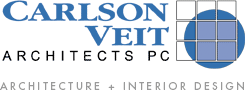 CARLSON
VEIT
ARCHITECTS PC
ARCHITECTURE + INTERIOR DESIGN